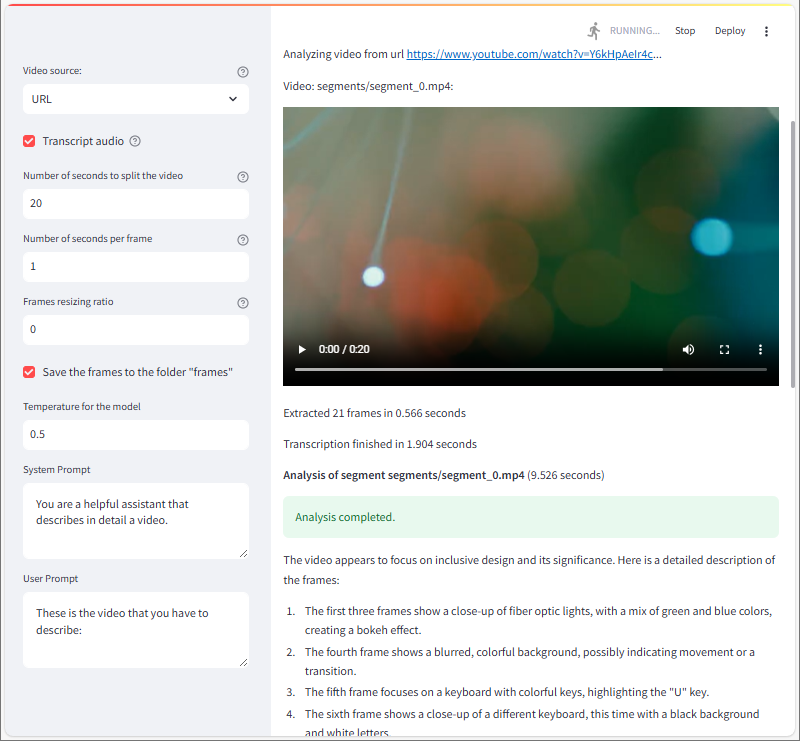 RUNNING...
Stop
Deploy
Video source:
URL
Transcript audio
Number of seconds to split the video
20
Number of seconds per frame
1
Frames resizing ratio
0
Save the frames to the folder "frames"
Temperature for the model
0.5
System Prompt
You are a helpful assistant that
describes in detail a video.
User Prompt
These is the video that you have to
describe:
Analyzing video from url https://www.youtube.com/watch?v=Y6kHpAeIr4c...
Video: segments/segment_0.mp4:
0:00 / 0:20
Extracted 21 frames in 0.566 seconds
Transcription finished in 1.904 seconds
Analysis of segment segments/segment_0.mp4 (9.526 seconds)
Analysis completed.
The video appears to focus on inclusive design and its significance. Here is a detailed description of
the frames:
1. The first three frames show a close-up of fiber optic lights, with a mix of green and blue colors,
creating a bokeh effect.
2. The fourth frame shows a blurred, colorful background, possibly indicating movement or a
transition.
3. The fifth frame focuses on a keyboard with colorful keys, highlighting the "U" key.
4. The sixth frame shows a close-up of a different keyboard, this time with a black background
and white letters.